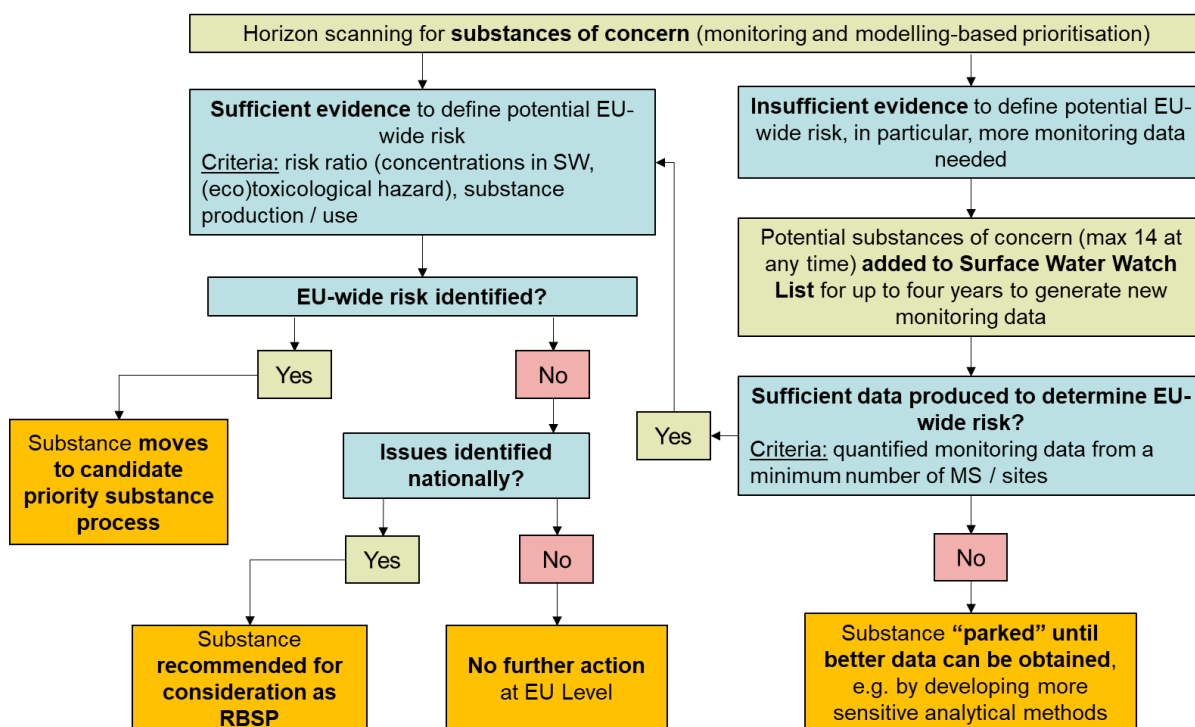 Horizon scanning for substances of concern (monitoring and modelling-based prioritisation)
Sufficient evidence to define potential EU-
wide risk
Criteria: risk ratio (concentrations in SW,
(eco)toxicological hazard), substance
production / use
Insufficient evidence to define potential EU-
wide risk, in particular, more monitoring data
needed
Potential substances of concern (max 14 at
any time) added to Surface Water Watch
List for up to four years to generate new
monitoring data
EU-wide risk identified?
Yes
No
Sufficient data produced to determine EU-
wide risk?
Criteria: quantified monitoring data from a
minimum number of MS / sites
Yes
Substance moves
to candidate
priority substance
process
Issues identified
nationally?
Yes
No
No
Substance
recommended for
consideration as
RBSP
No further action
at EU Level
Substance “parked” until
better data can be obtained,
e.g. by developing more
sensitive analytical methods